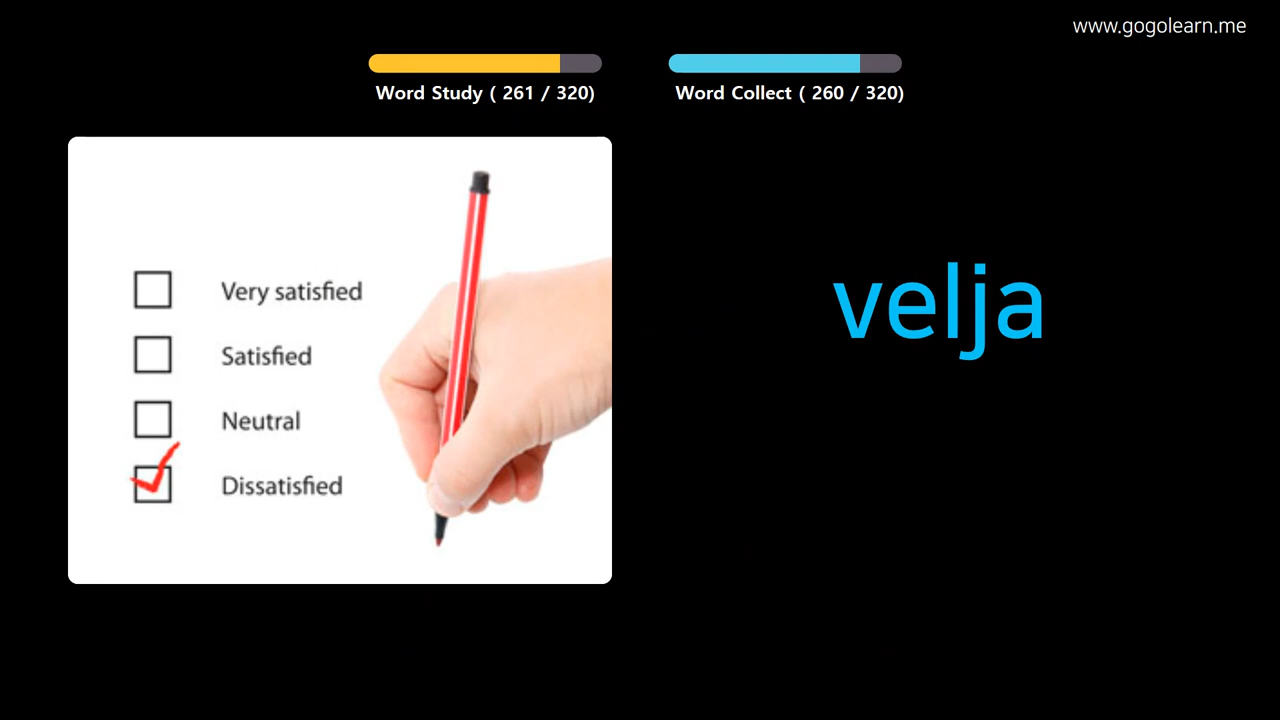 www.gogolearn.me
Word Study ( 261 / 320)
Word Collect ( 260 / 320)
Very satisfied
Satisfied
Neutral
Dissatisfied
velja